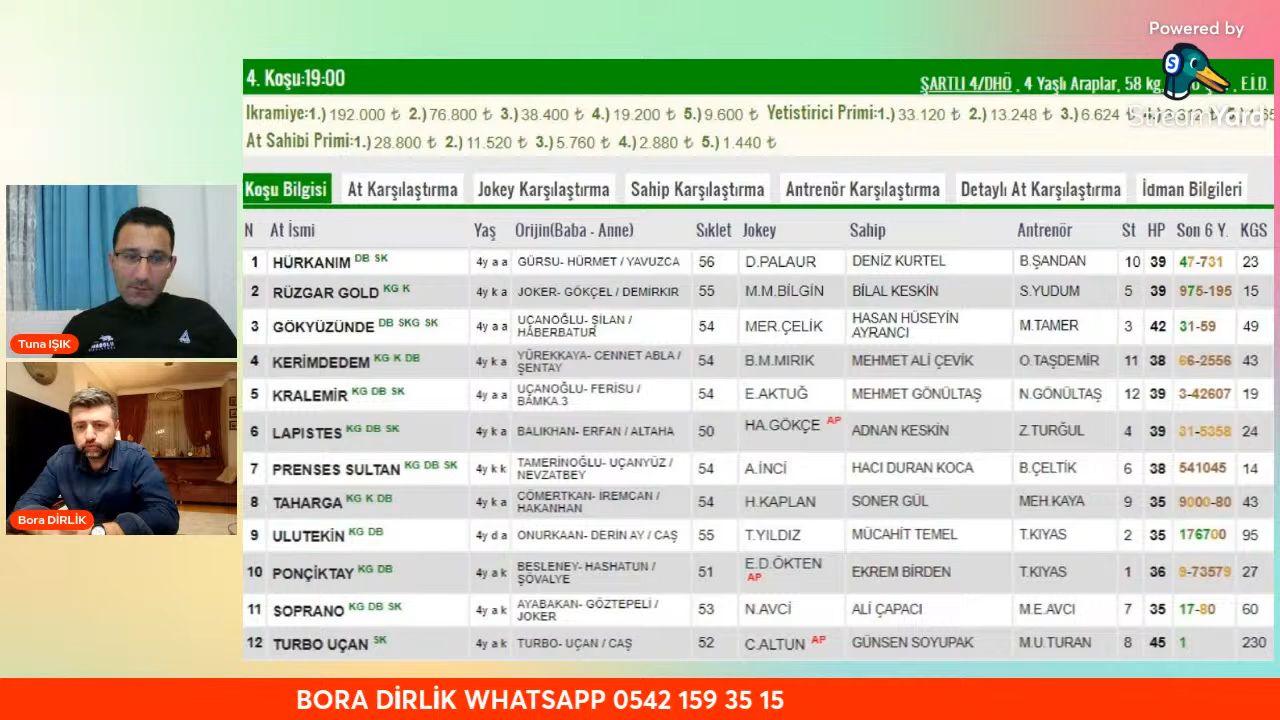 Powered by
StreamYard
4. Koşu:19:00
ŞARTLI 4/DHÖ , 4 Yaşlı Araplar, 58 kg, , E.İ.D.
Ikramiye:1.) 192.000 ₺ 2.) 76.800 ₺ 3.) 38.400 ₺ 4.) 19.200 ₺ 5.) 9.600 ₺ Yetistirici Primi:1.) 33.120 ₺ 2.) 13.248 ₺ 3.) 6.624 ₺
At Sahibi Primi:1.) 28.800 ₺ 2.) 11.520 ₺ 3.) 5.760 ₺ 4.) 2.880 ₺ 5.) 1.440 ₺
Koşu Bilgisi At Karşılaştırma Jokey Karşılaştırma Sahip Karşılaştırma Antrenör Karşılaştırma Detaylı At Karşılaştırma İdman Bilgileri
N At İsmi Yaş Orijin(Baba - Anne) Sıklet Jokey Sahip Antrenör St HP Son 6 Y. KGS
1 HÜRKANIM DB SK 4y a a GÜRSU- HÜRMET / YAVUZCA 56 D.PALAUR DENİZ KURTEL B.ŞANDAN 10 39 47-731 23
2 RÜZGAR GOLD KG K 4y k a JOKER- GÖKÇEL / DEMİRKIR 55 M.M.BİLGİN BİLAL KESKİN S.YUDUM 5 39 975-195 15
3 GÖKYÜZÜNDE DB SKG SK 4y a a UÇANOĞLU- ŞİLAN / HABERBATUR 54 MER.ÇELİK HASAN HÜSEYİN AYRANCI M.TAMER 3 42 31-59 49
4 KERİMDEDEM KG K DB 4y k a YÜREKKAYA- CENNET ABLA / ŞENTAY 54 B.M.MIRIK MEHMET ALİ ÇEVİK O.TAŞDEMİR 11 38 66-2556 43
5 KRALEMİR KG DB SK 4y a a UÇANOĞLU- FERİSU / BAMKA.3 54 E.AKTUĞ MEHMET GÖNÜLTAŞ N.GÖNÜLTAŞ 12 39 3-42607 19
6 LAPISTES KG DB SK 4y k a BALIKHAN- ERFAN / ALTAHA 50 HA.GÖKÇE AP ADNAN KESKİN Z.TURĞUL 4 39 31-5358 24
7 PRENSES SULTAN KG DB SK 4y k k TAMERİNOĞLU- UÇANYÜZ / NEVZATBEY 54 A.İNCİ HACI DURAN KOCA B.ÇELTİK 6 38 541045 14
8 TAHARGA KG K DB 4y k a CÖMERTKAN- İREMCAN / HAKANHAN 54 H.KAPLAN SONER GÜL MEH.KAYA 9 35 9000-80 43
9 ULUTEKİN KG DB 4y d a ONURKAAN- DERİN AY / CAŞ 55 T.YILDIZ MÜCAHİT TEMEL T.KIYAS 2 35 176700 95
10 PONÇİKTAY KG DB 4y a k BESLENEY- HASHATUN / ŞÖVALYE 51 E.D.ÖKTEN AP EKREM BİRDEN T.KIYAS 1 36 9-73579 27
11 SOPRANO KG DB SK 4y a k AYABAKAN- GÖZTEPELİ / JOKER 53 N.AVCİ ALİ ÇAPACI M.E.AVCI 7 35 17-80 60
12 TURBO UÇAN SK 4y a k TURBO- UÇAN / CAŞ 52 C.ALTUN AP GÜNSEN SOYUPAK M.U.TURAN 8 45 1 230
Tuna IŞIK
Bora DİRLİK
BORA DİRLİK WHATSAPP 0542 159 35 15